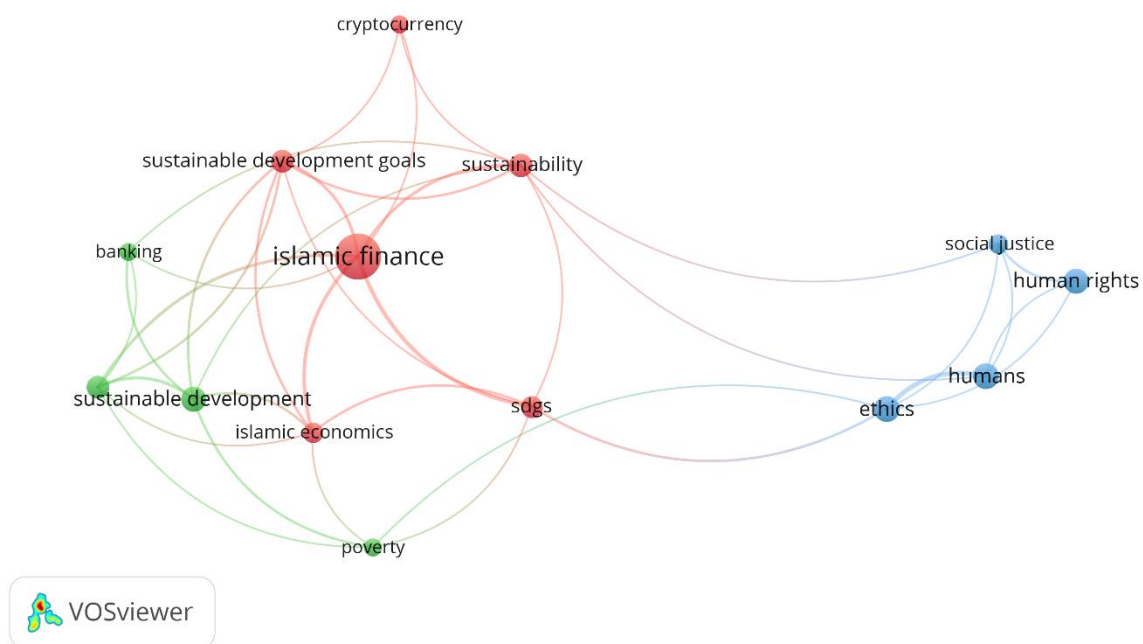 cryptocurrency
sustainable development goals
sustainability
banking
islamic finance
social justice
human rights
humans
sustainable development
sdgs
ethics
islamic economics
poverty
VOSviewer